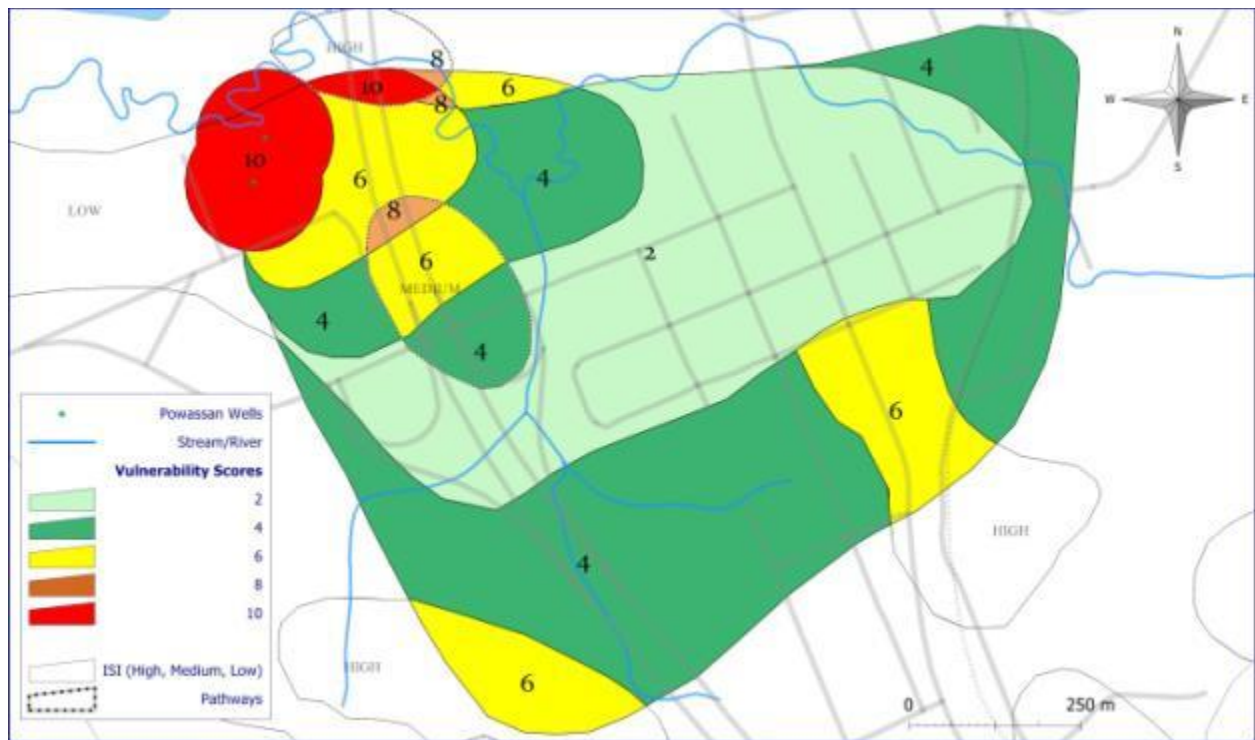 N
W E
S
HIGH
8
4
10
6
8
10
6
4
LOW
8
2
6
MEDIUM
4
4
6
HIGH
4
HIGH
6
Powassan Wells
Stream/River
Vulnerability Scores
2
4
6
8
10
ISI (High, Medium, Low)
Pathways
0 250 m